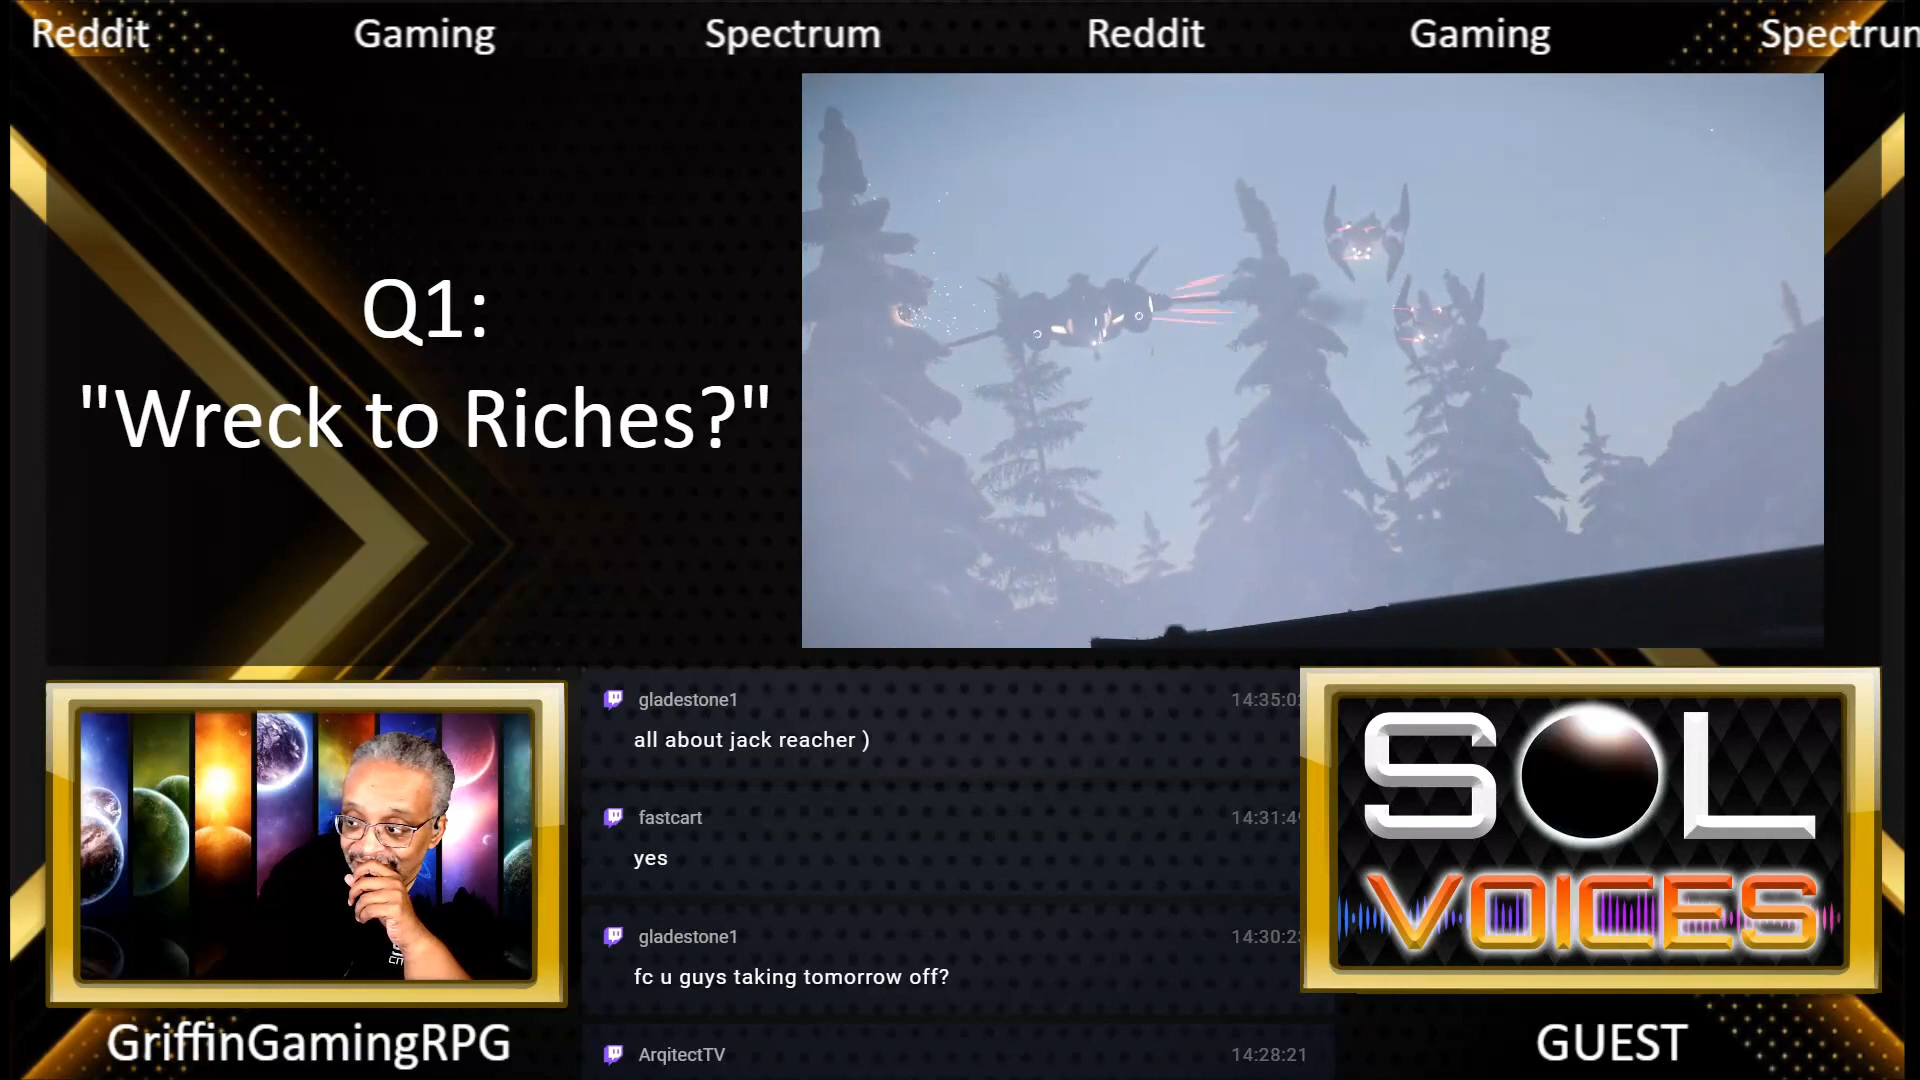 Reddit
Gaming
Spectrum
Reddit
Gaming
Spectrum
Q1:
"Wreck to Riches?"
gladestone1
all about jack reacher )
fastcart
yes
gladestone1
fc u guys taking tomorrow off?
ArqitectTV
14:28:21
SOL
VOICES
GriffinGamingRPG
GUEST